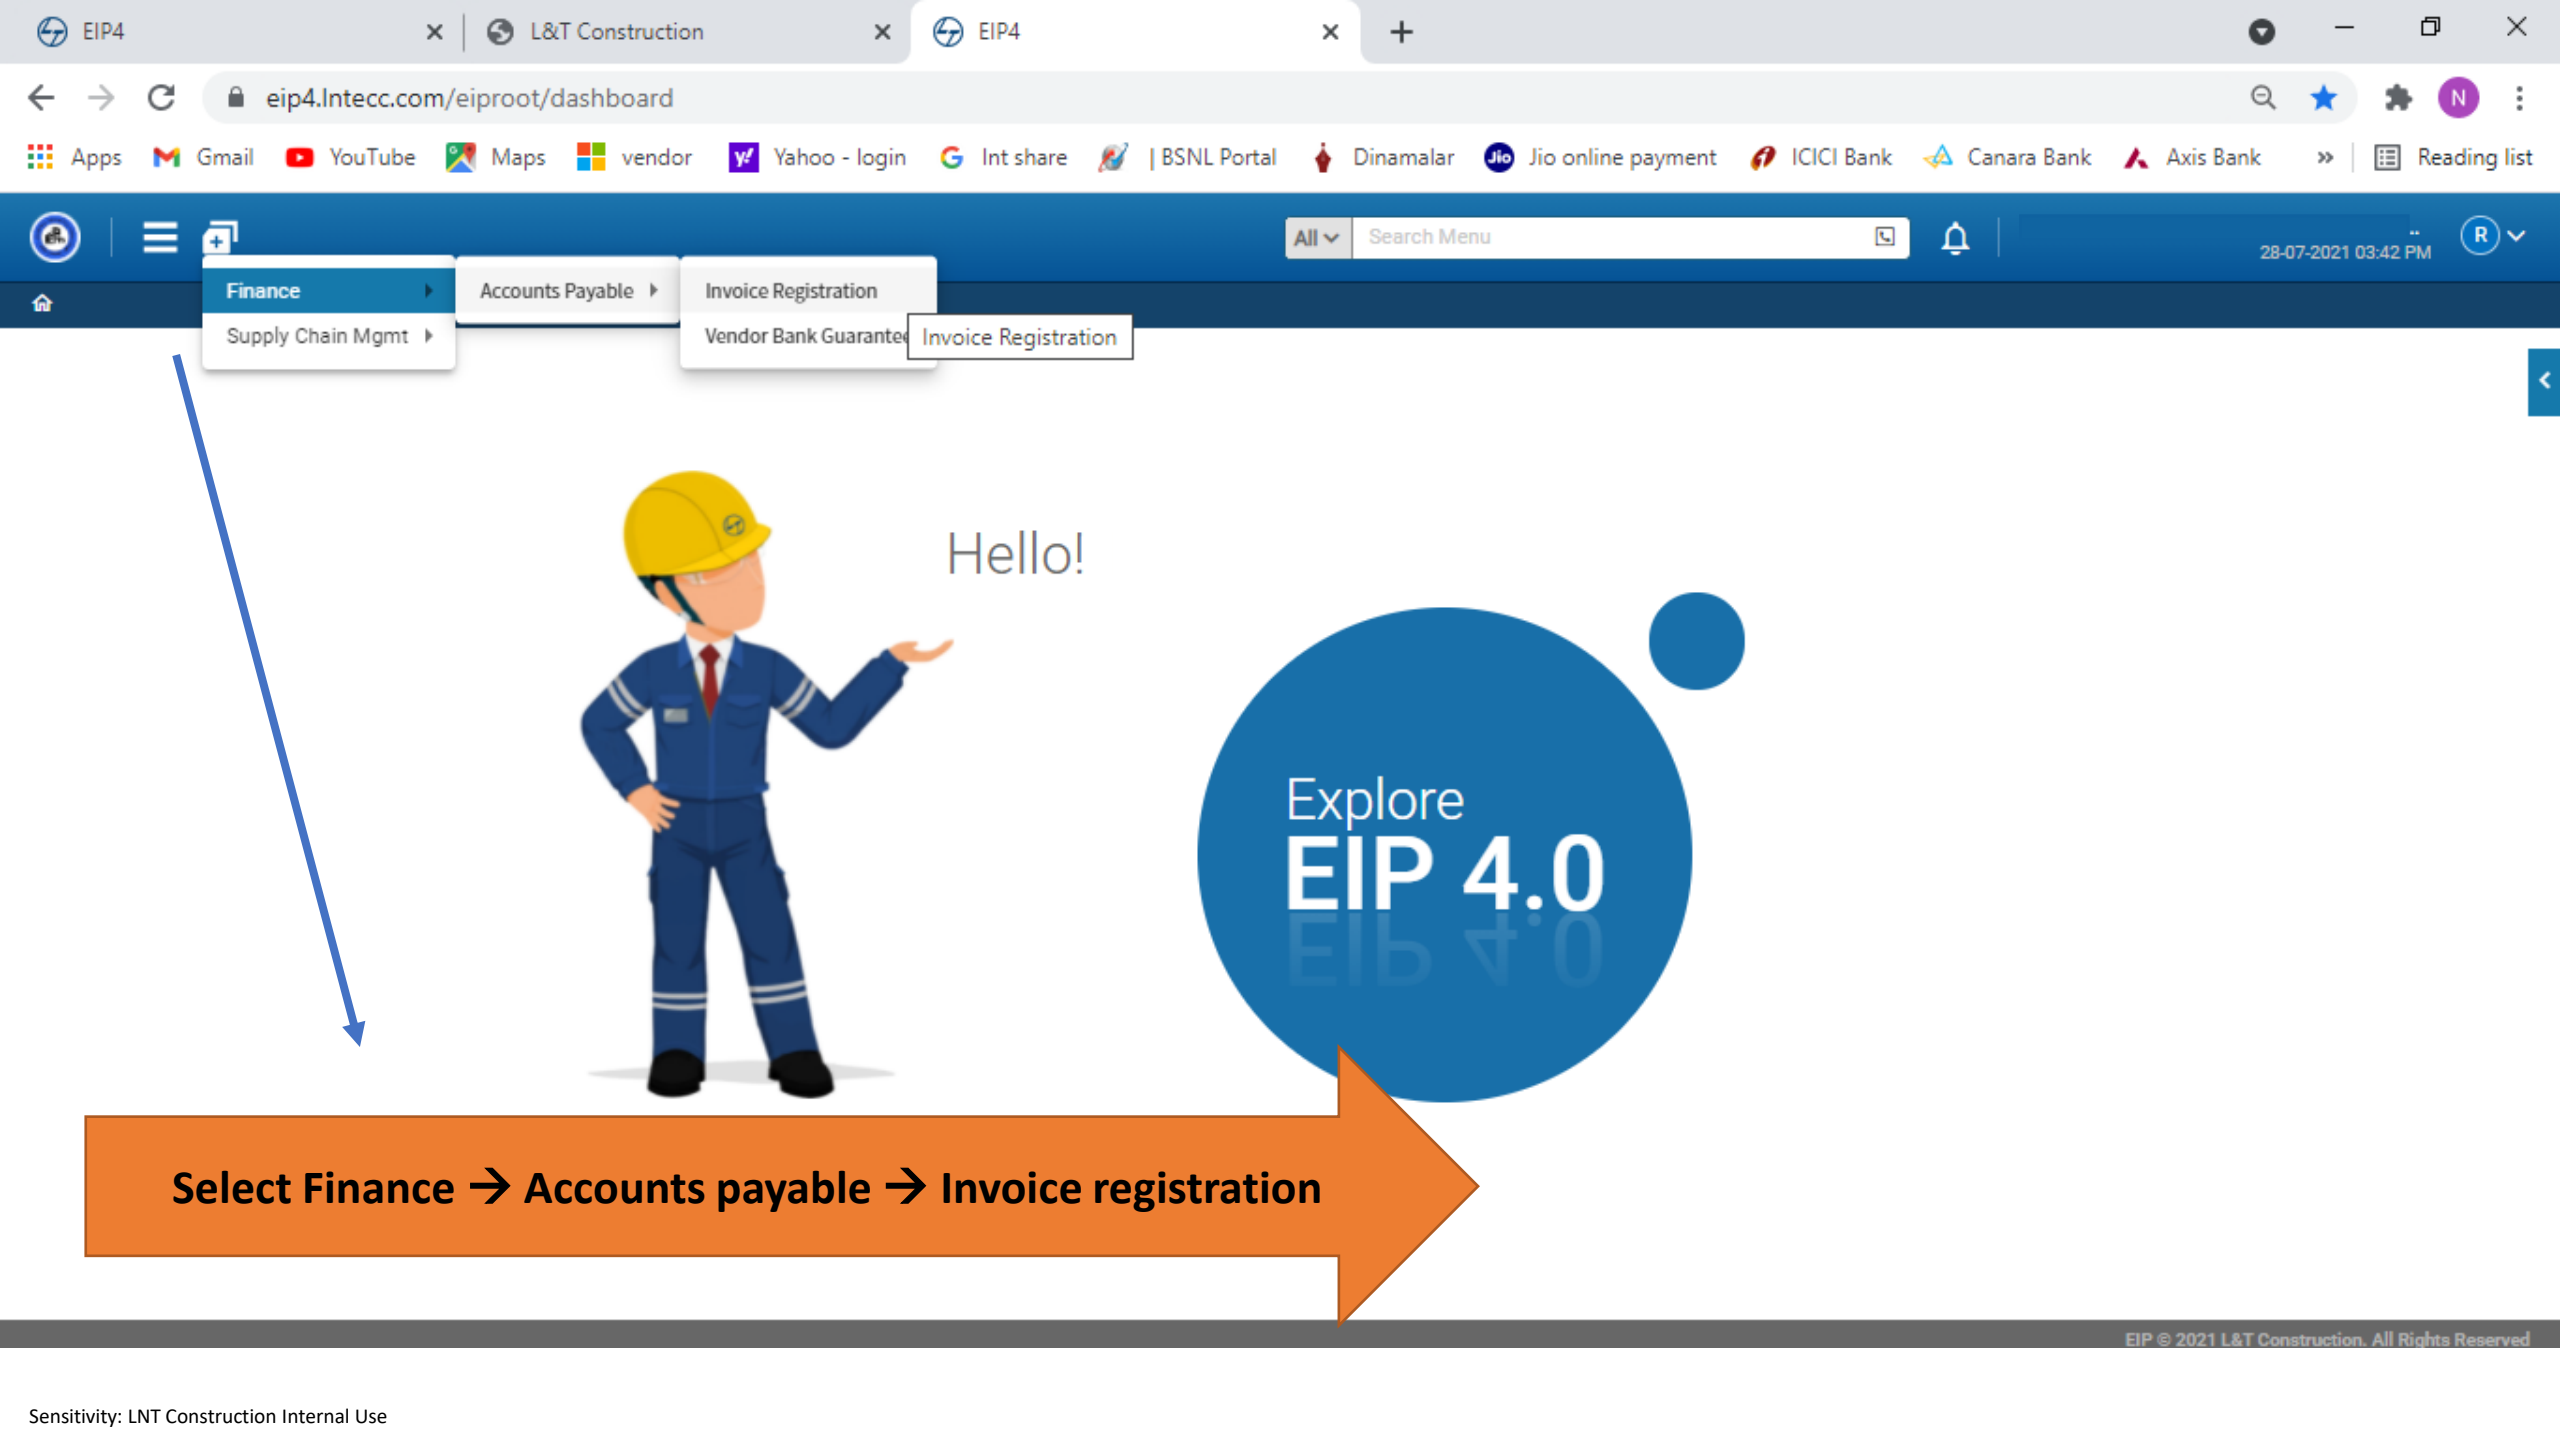 EIP4
L&T Construction
EIP4
eip4.lntecc.com/eiproot/dashboard
N
Apps Gmail YouTube Maps vendor Yahoo - login Int share | BSNL Portal Dinamalar Jio online payment ICICI Bank Canara Bank Axis Bank » Reading list
All Search Menu
28-07-2021 03:42 PM
R
Finance Accounts Payable Invoice Registration
Supply Chain Mgmt Vendor Bank Guarantee
Invoice Registration
Hello!
Explore
EIP 4.0
Select Finance → Accounts payable → Invoice registration
EIP © 2021 L&T Construction. All Rights Reserved
Sensitivity: LNT Construction Internal Use